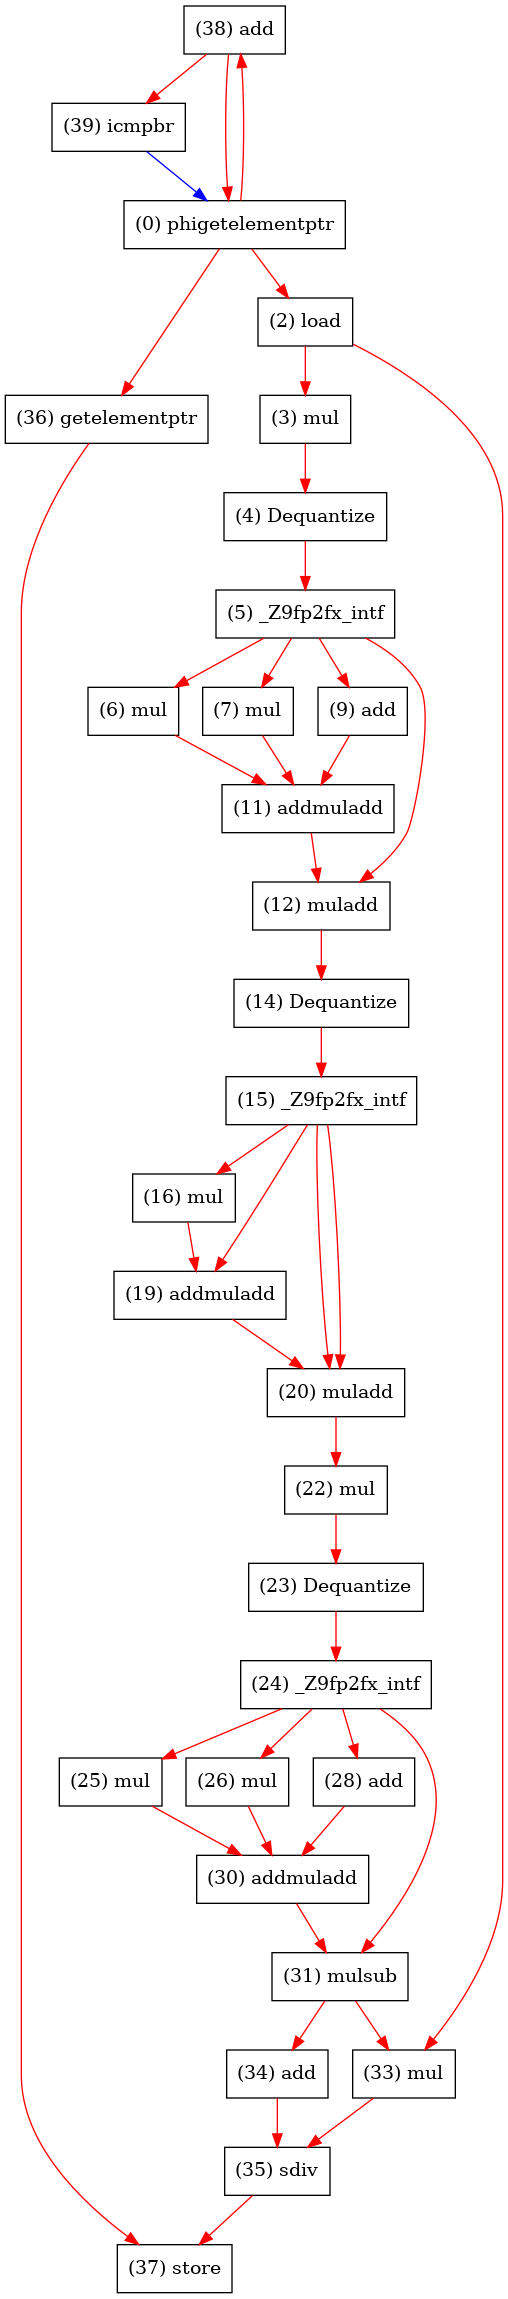 (38) add
(39) icmpbr
(0) phigetelementptr
(2) load
(36) getelementptr
(3) mul
(4) Dequantize
(5) _Z9fp2fx_intf
(6) mul
(7) mul
(9) add
(11) addmuladd
(12) muladd
(14) Dequantize
(15) _Z9fp2fx_intf
(16) mul
(19) addmuladd
(20) muladd
(22) mul
(23) Dequantize
(24) _Z9fp2fx_intf
(25) mul
(26) mul
(28) add
(30) addmuladd
(31) mulsub
(34) add
(33) mul
(35) sdiv
(37) store